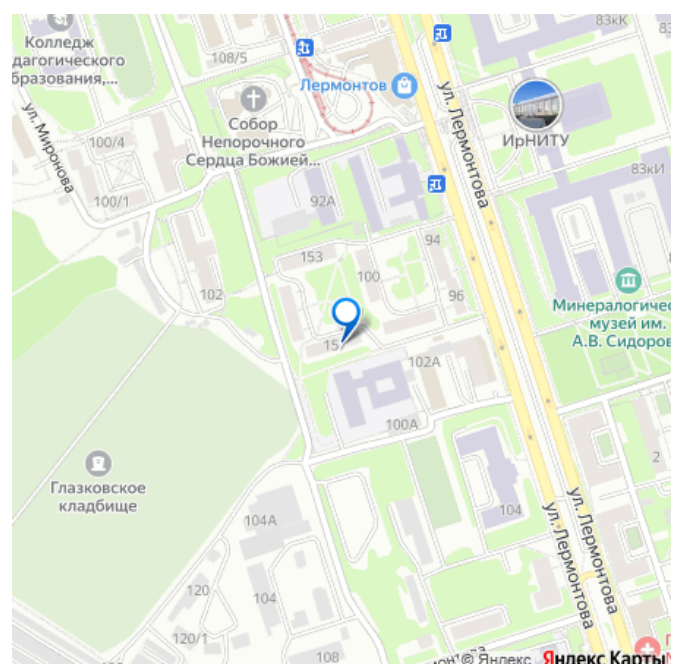 Колледж
дагогического
бразования,...
108/5
83кК
83
Лермонтов
ул. Лермонтова
ИрНИТУ
ул. Миронова
Собор
Непорочного
Сердца Божией...
100/4
100/1
92А
83кИ
94
153
100
102
96
Минералогичес
музей им.
А.В. Сидоров
15
102А
100А
Глазковское
кладбище
2
104
104А
ул. Лермонтова
ул. Лермонтова
120
104
120/1
108
© Яндекс
Яндекс Карты